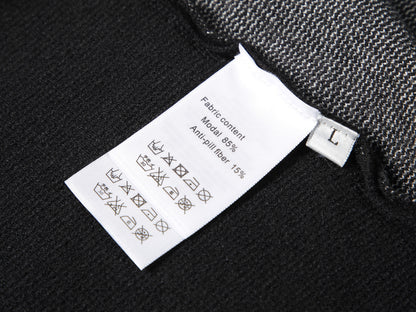 Fabric content
Modal 85%
Anti-pill fiber 15%
L